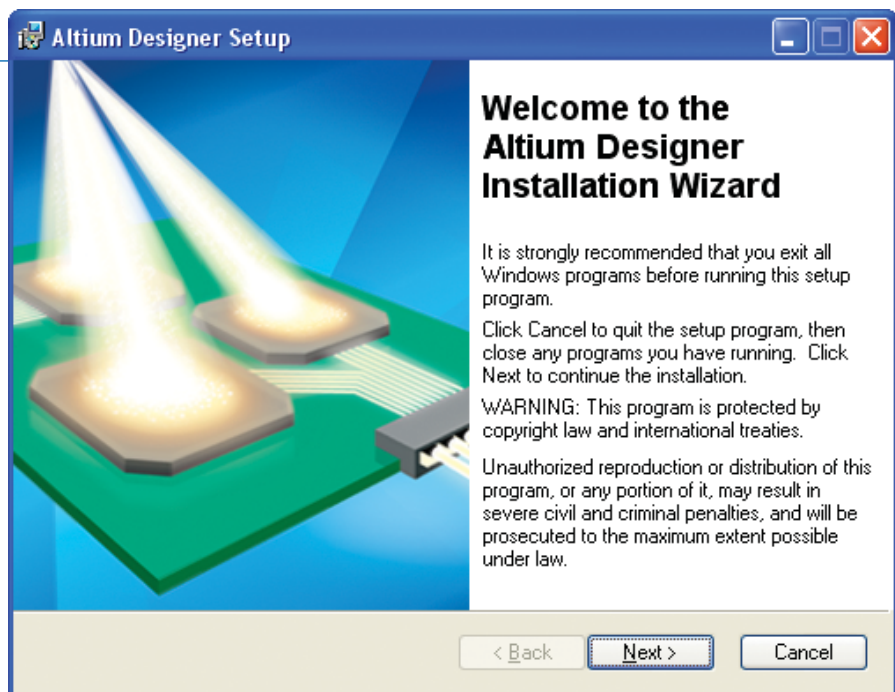 Altium Designer Setup
Welcome to the
Altium Designer
Installation Wizard
It is strongly recommended that you exit all
Windows programs before running this setup
program.
Click Cancel to quit the setup program, then
close any programs you have running.  Click
Next to continue the installation.
WARNING: This program is protected by
copyright law and international treaties.
Unauthorized reproduction or distribution of this
program, or any portion of it, may result in
severe civil and criminal penalties, and will be
prosecuted to the maximum extent possible
under law.
< Back
Next >
Cancel